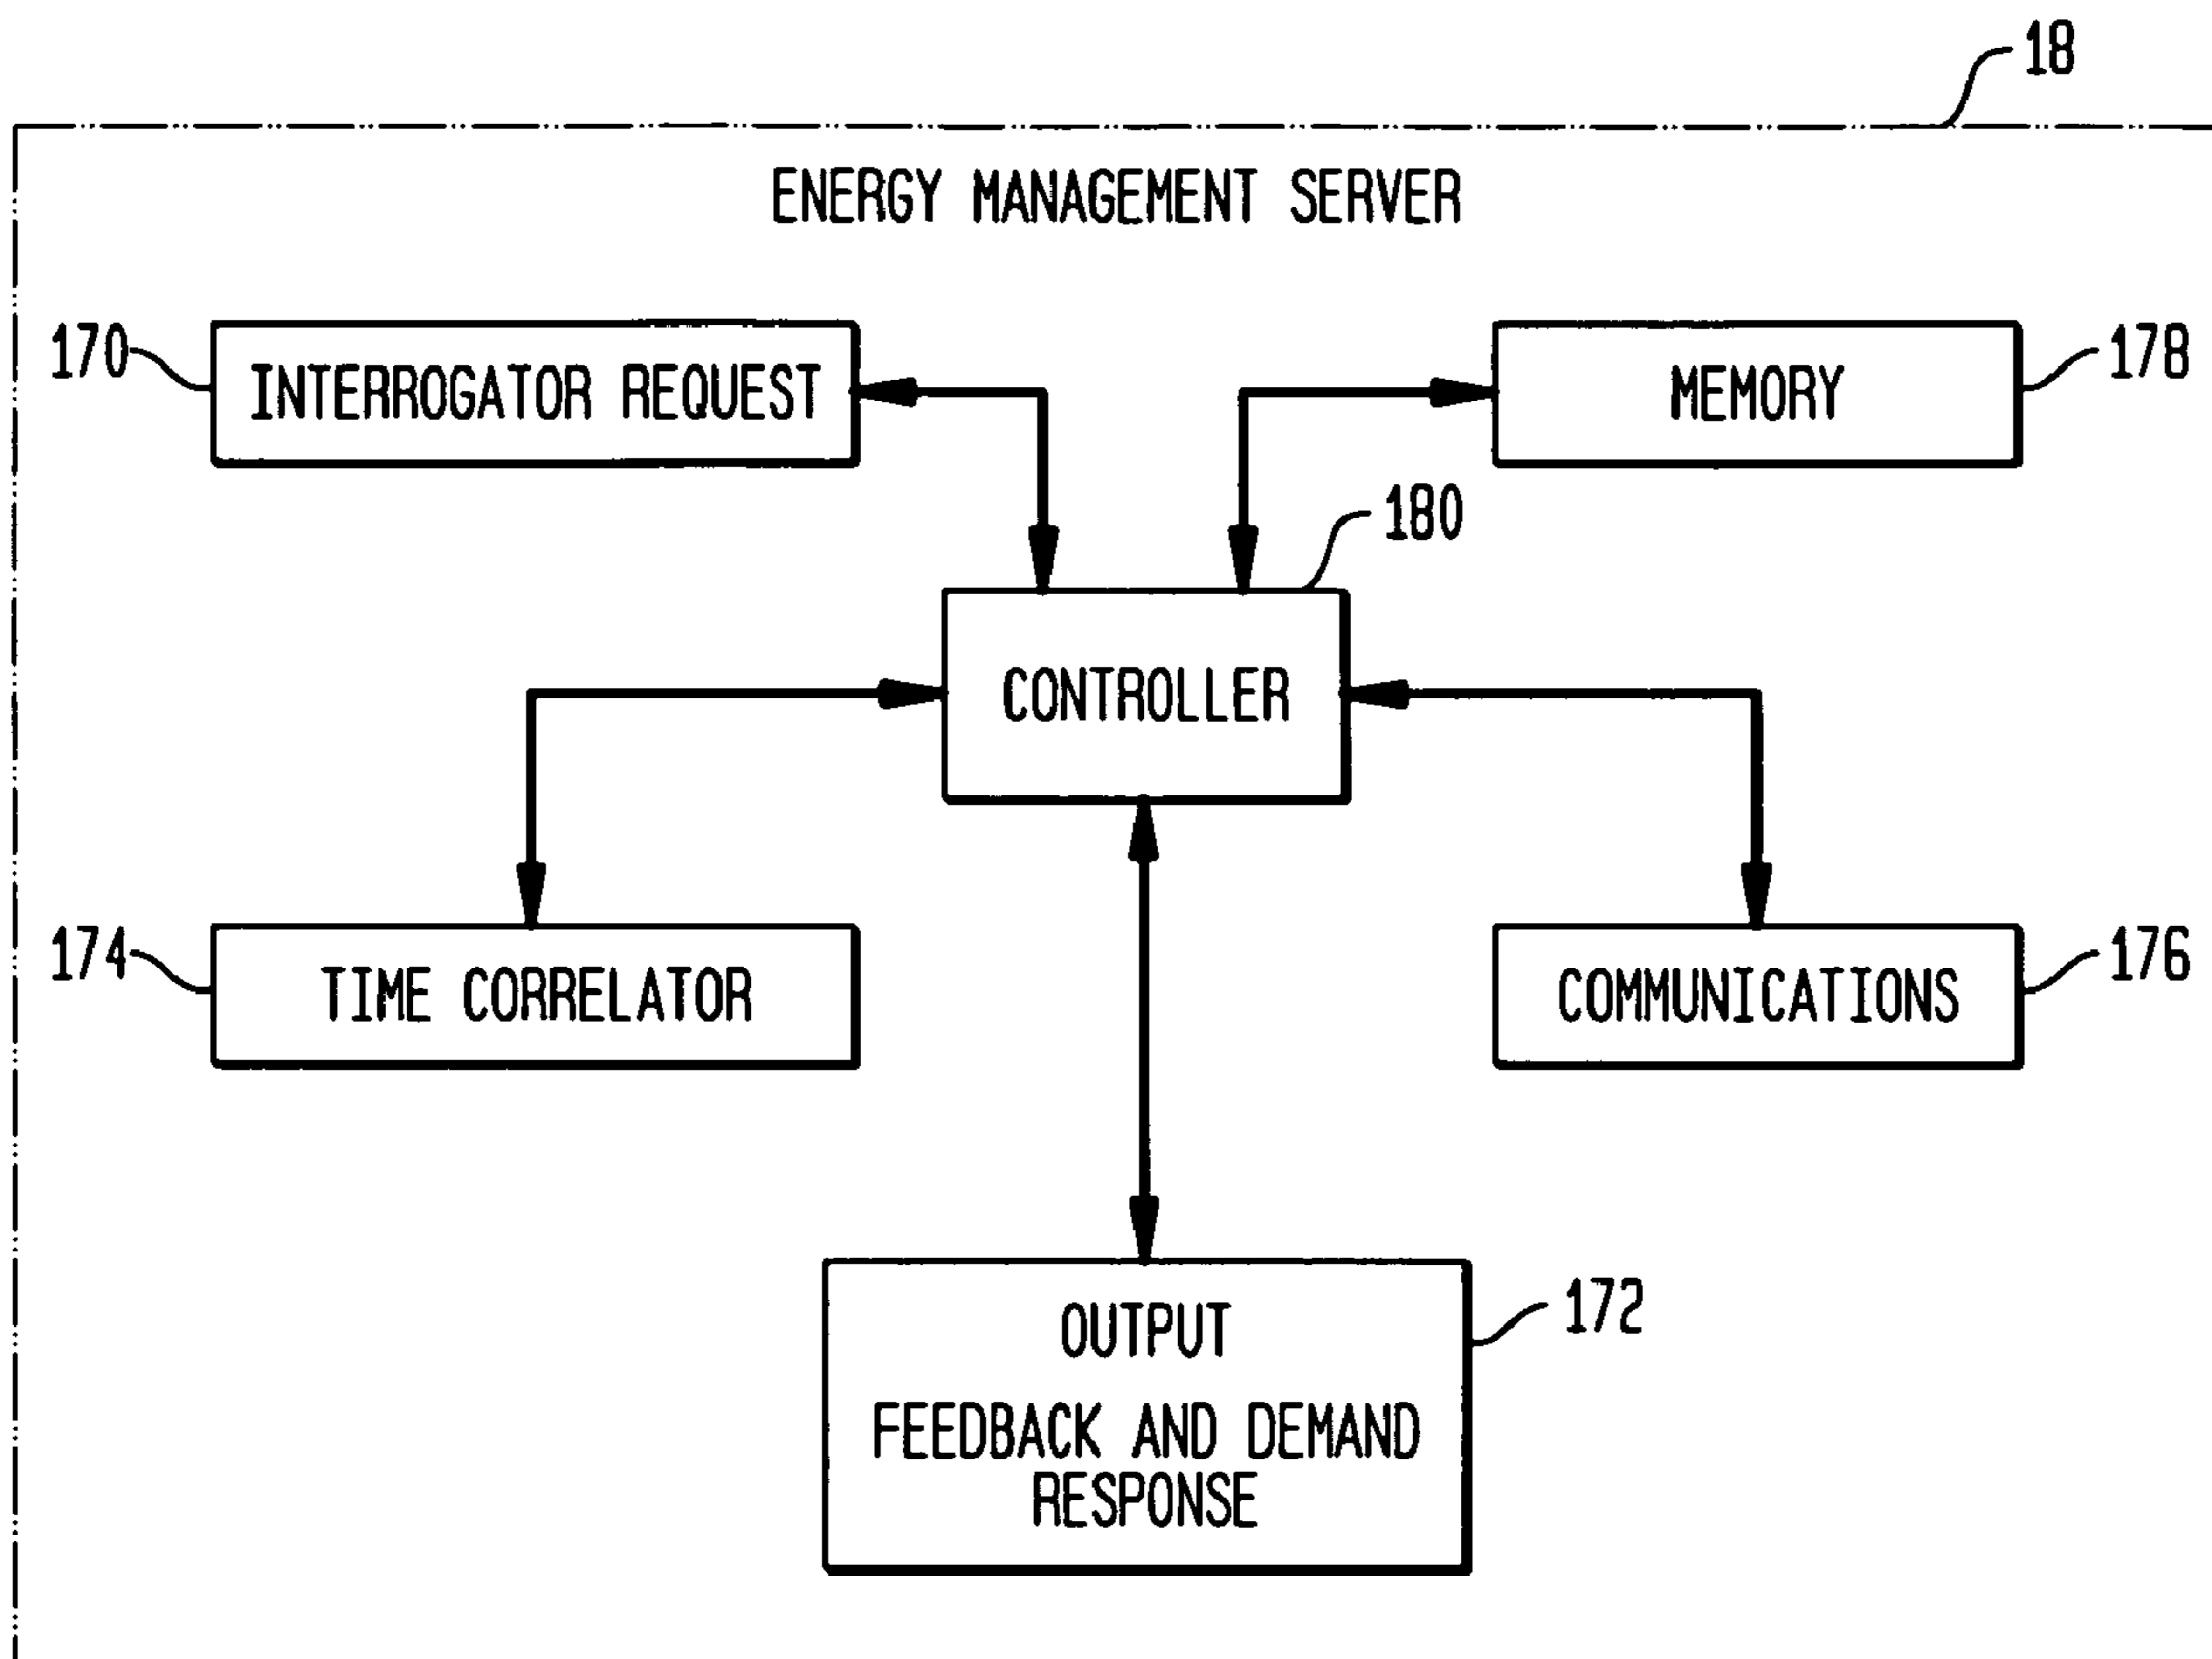 18
ENERGY MANAGEMENT SERVER
170
INTERROGATOR REQUEST
MEMORY
178
180
CONTROLLER
174
TIME CORRELATOR
COMMUNICATIONS
176
OUTPUT
172
FEEDBACK AND DEMAND
RESPONSE